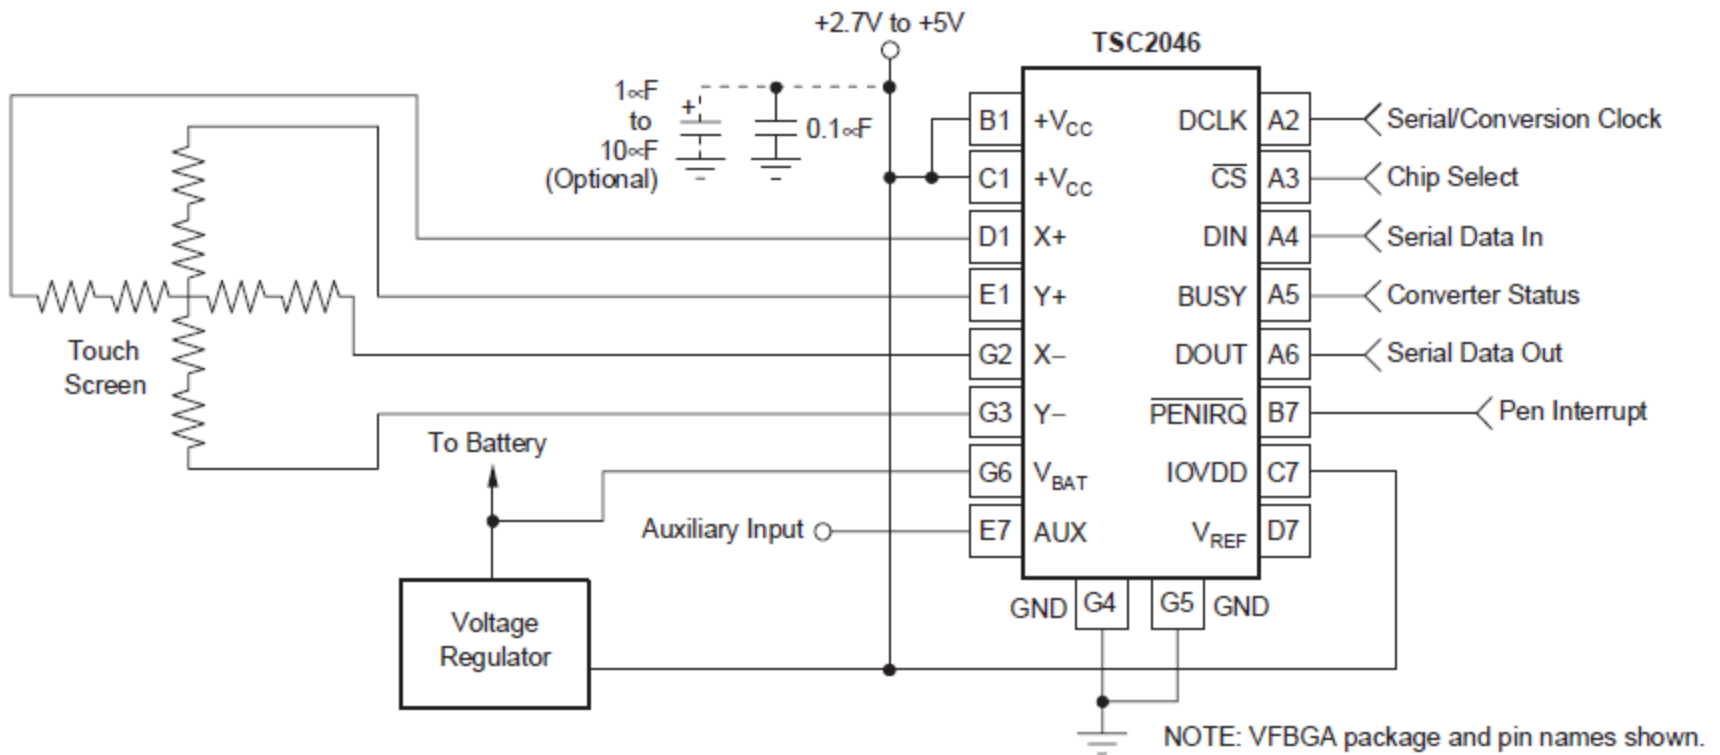 +2.7V to +5V
TSC2046
1∝F
to
10∝F
(Optional)
+
0.1∝F
B1 +VCC
C1 +VCC
D1 X+
E1 Y+
G2 X−
G3 Y−
G6 VBAT
E7 AUX
DCLK A2 Serial/Conversion Clock
CS A3 Chip Select
DIN A4 Serial Data In
BUSY A5 Converter Status
DOUT A6 Serial Data Out
PENIRQ B7 Pen Interrupt
IOVDD C7
VREF D7
Touch
Screen
To Battery
Auxiliary Input
Voltage
Regulator
GND G4 G5 GND
NOTE: VFBGA package and pin names shown.